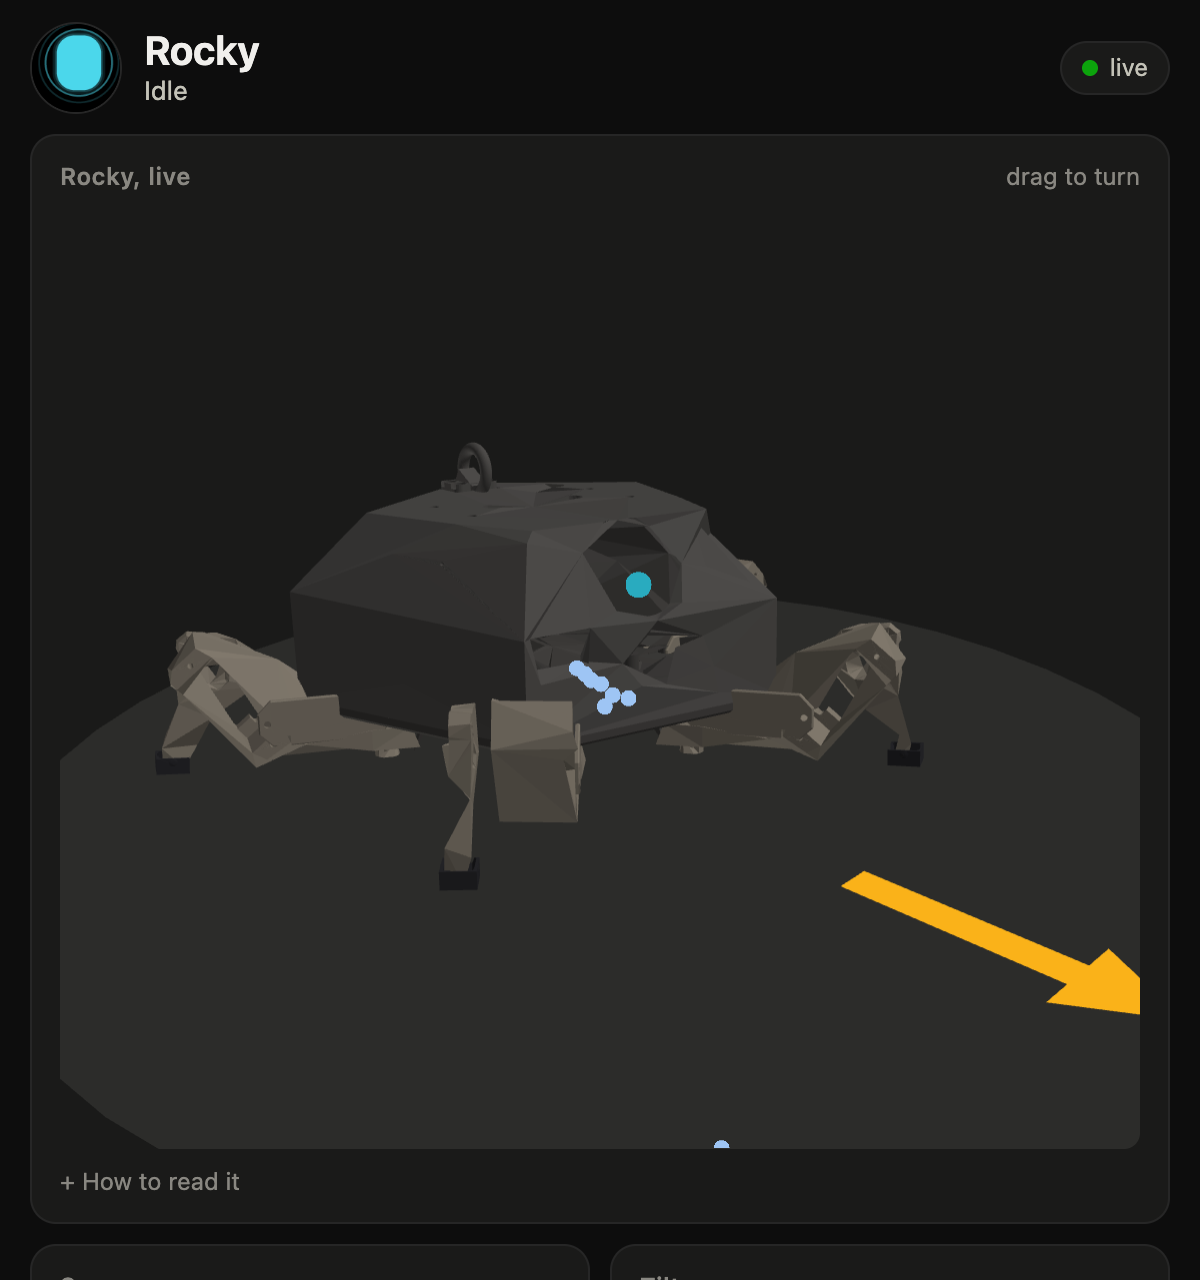 Rocky
Idle
live
Rocky, live
drag to turn
+ How to read it